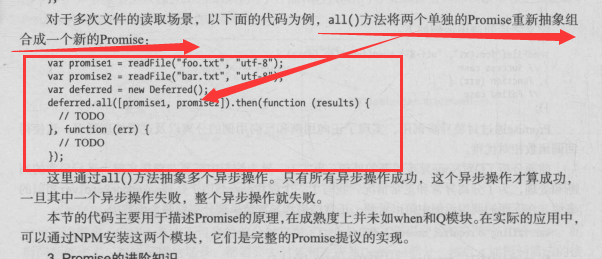 对于多次文件的读取场景，以下面的代码为例，all()方法将两个单独的Promise重新抽象组
合成一个新的Promise：
var promise1 = readFile("foo.txt", "utf-8");
var promise2 = readFile("bar.txt", "utf-8");
var deferred = new Deferred();
deferred.all([promise1, promise2]).then(function (results) {
// TODO
}, function (err) {
// TODO
});
这里通过all()方法抽象多个异步操作。只有所有异步操作成功，这个异步操作才算成功，
一旦其中一个异步操作失败，整个异步操作就失败。
本节的代码主要用于描述Promise的原理，在成熟度上并未如when和Q模块。在实际的应用中，
可以通过NPM安装这两个模块，它们是完整的Promise提议的实现。
3. Promise的进阶知识